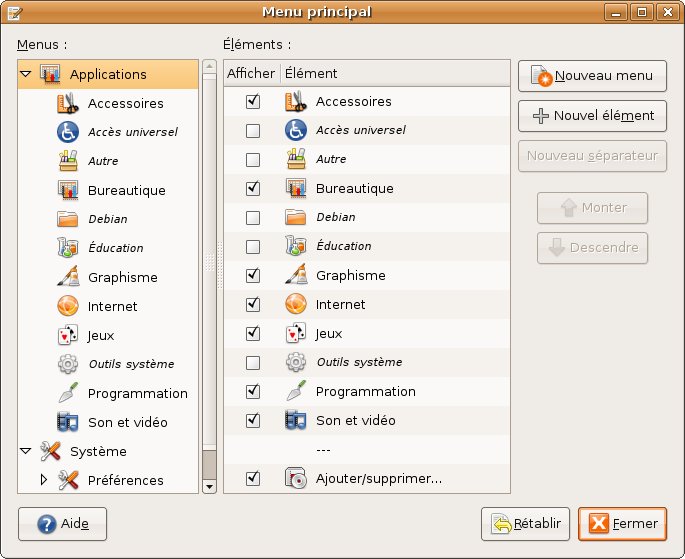 Menu principal
Menus :
Éléments :
Applications
Accessoires
Accès universel
Autre
Bureautique
Debian
Éducation
Graphisme
Internet
Jeux
Outils système
Programmation
Son et vidéo
Système
Préférences
Afficher Élément
Accessoires
Accès universel
Autre
Bureautique
Debian
Éducation
Graphisme
Internet
Jeux
Outils système
Programmation
Son et vidéo
---
Ajouter/supprimer...
Nouveau menu
Nouvel élément
Nouveau séparateur
Monter
Descendre
Aide
Rétablir
Fermer